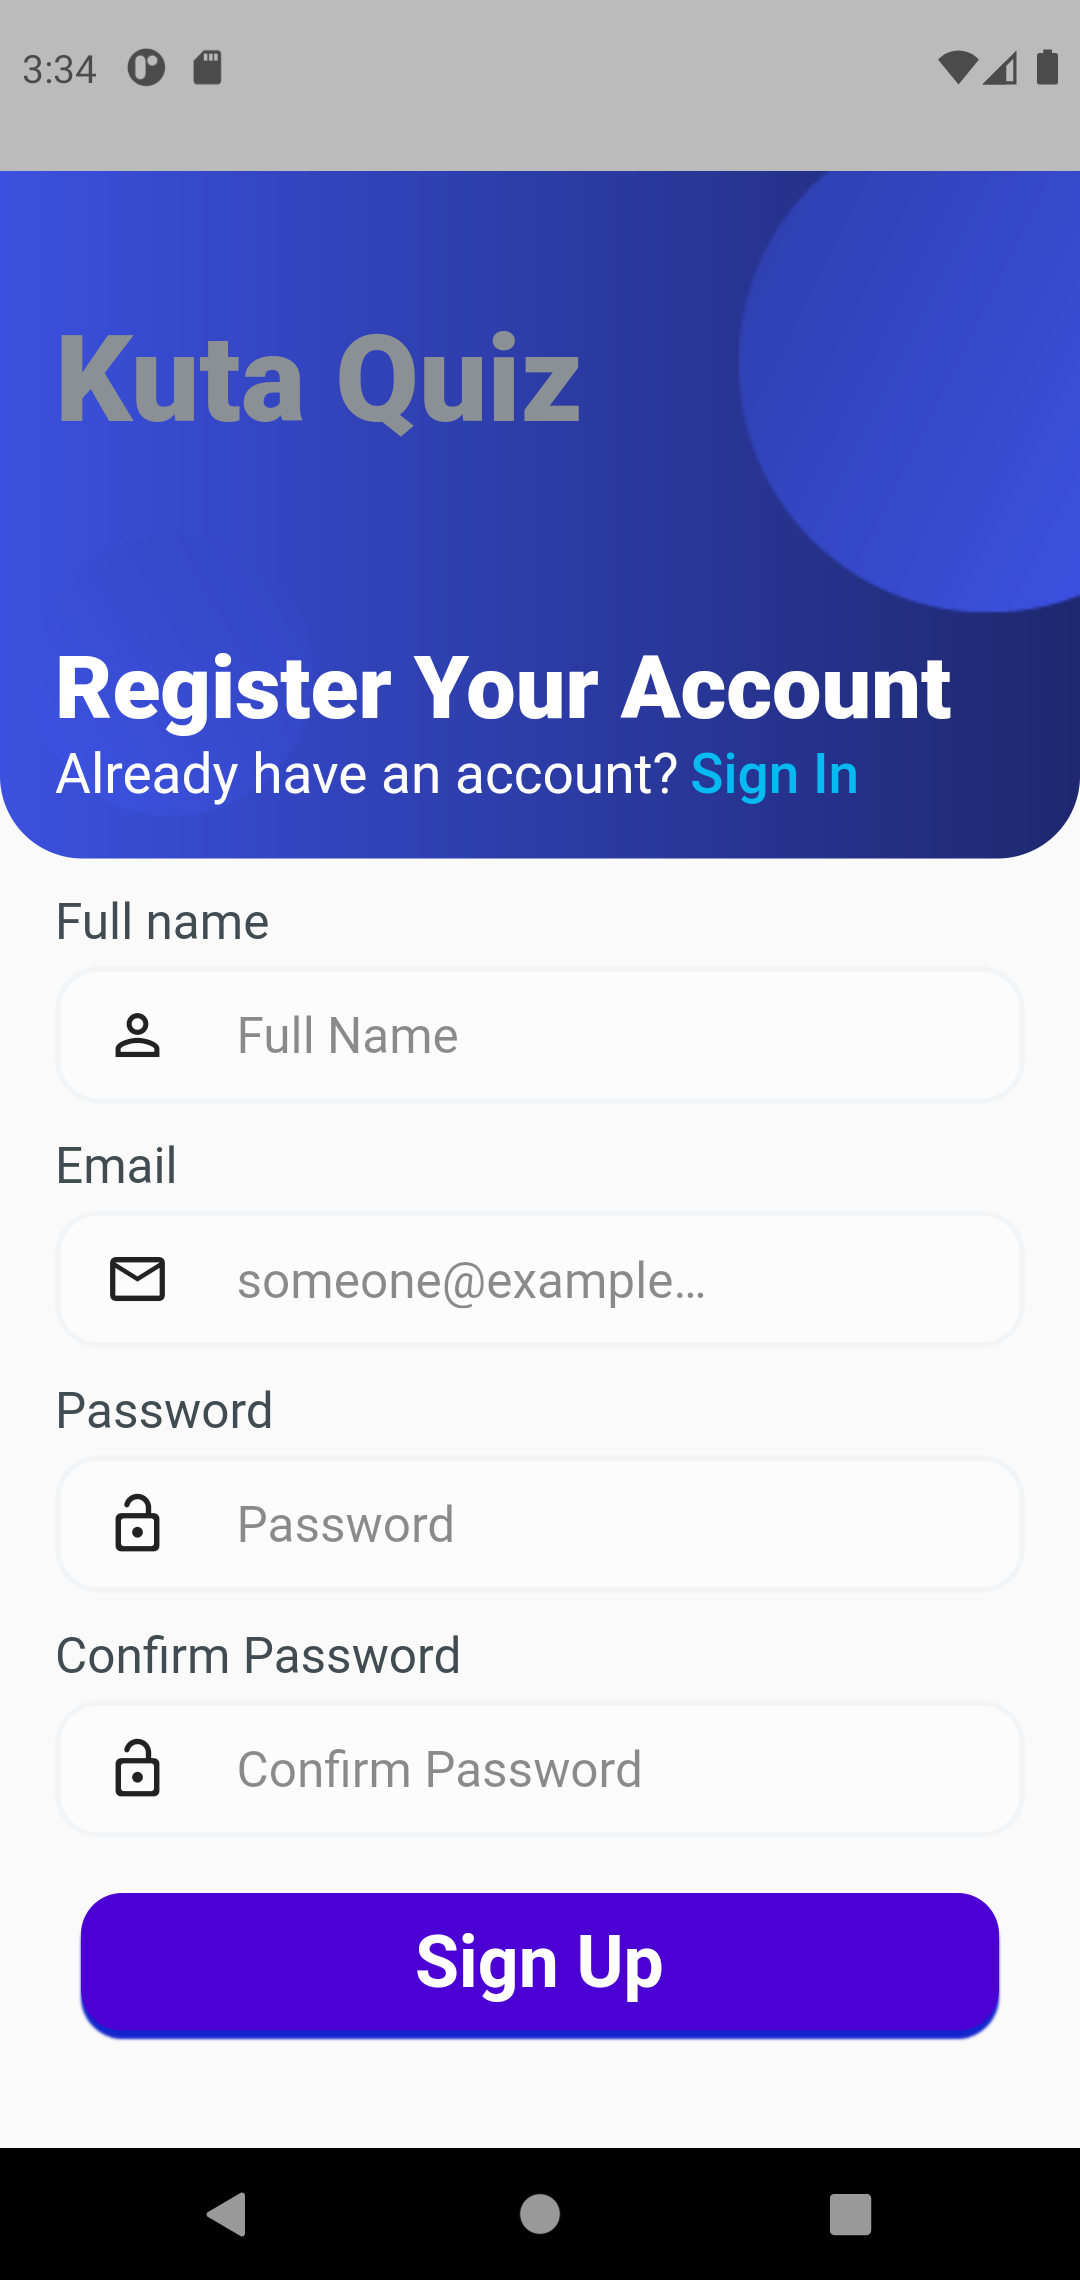 3:34
Kuta Quiz
Register Your Account
Already have an account? Sign In
Full name
Full Name
Email
someone@example...
Password
Password
Confirm Password
Confirm Password
Sign Up